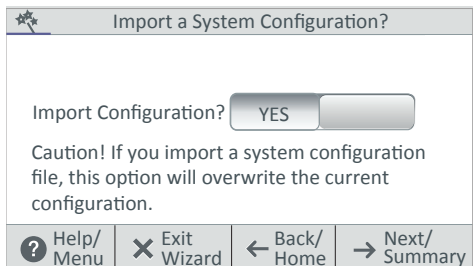 Import a System Configuration?
Import Configuration? YES
Caution! If you import a system configuration
file, this option will overwrite the current
configuration.
Help/ Exit Back/ Next/
Menu Wizard Home Summary